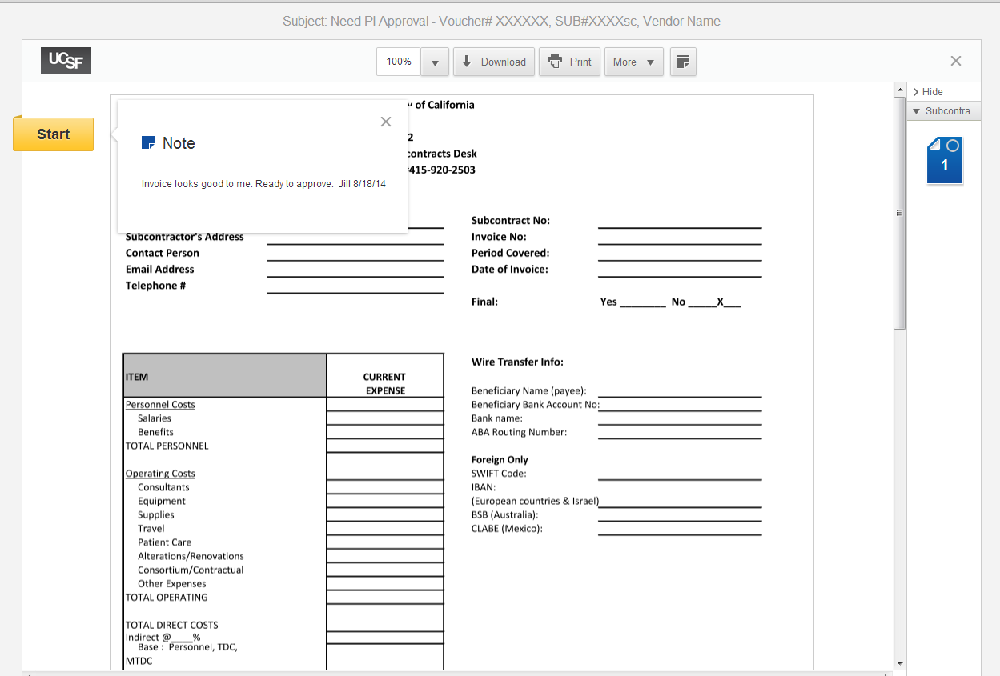 Subject: Need PI Approval - Voucher# XXXXXX, SUB#XXXXsc, Vendor Name
UCSF
100%
Download
Print
More
Hide
Subcontra...
1
Start
Note
Invoice looks good to me. Ready to approve.  Jill 8/18/14
of California
2
contracts Desk
#415-920-2503
Subcontractor's Address
Contact Person
Email Address
Telephone #
Subcontract No:
Invoice No:
Period Covered:
Date of Invoice:
Final: Yes ________ No _____X___
ITEM
CURRENT
EXPENSE
Personnel Costs
Salaries
Benefits
TOTAL PERSONNEL
Operating Costs
Consultants
Equipment
Supplies
Travel
Patient Care
Alterations/Renovations
Consortium/Contractual
Other Expenses
TOTAL OPERATING
TOTAL DIRECT COSTS
Indirect @____%
Base :  Personnel, TDC,
MTDC
Wire Transfer Info:
Beneficiary Name (payee):
Beneficiary Bank Account No:
Bank name:
ABA Routing Number:
Foreign Only
SWIFT Code:
IBAN:
(European countries & Israel)
BSB (Australia):
CLABE (Mexico):